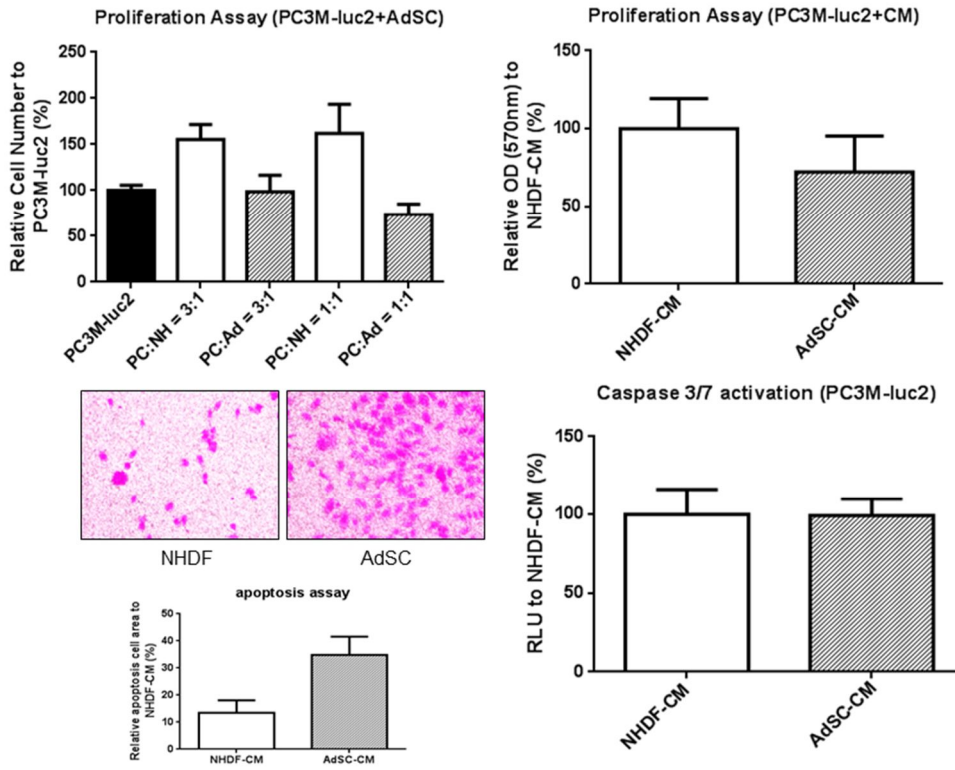 Proliferation Assay (PC3M-luc2+AdSC)
Relative Cell Number to
PC3M-luc2 (%)
250
200
150
100
50
0
PC3M-luc2
PC:NH = 3:1
PC:Ad = 3:1
PC:NH = 1:1
PC:Ad = 1:1
Proliferation Assay (PC3M-luc2+CM)
Relative OD (570nm) to
NHDF-CM (%)
150
100
50
0
NHDF-CM
AdSC-CM
NHDF
AdSC
apoptosis assay
Relative apoptosis cell area to
NHDF-CM (%)
50
40
30
20
10
0
NHDF-CM
AdSC-CM
Caspase 3/7 activation (PC3M-luc2)
RLU to NHDF-CM (%)
150
100
50
0
NHDF-CM
AdSC-CM